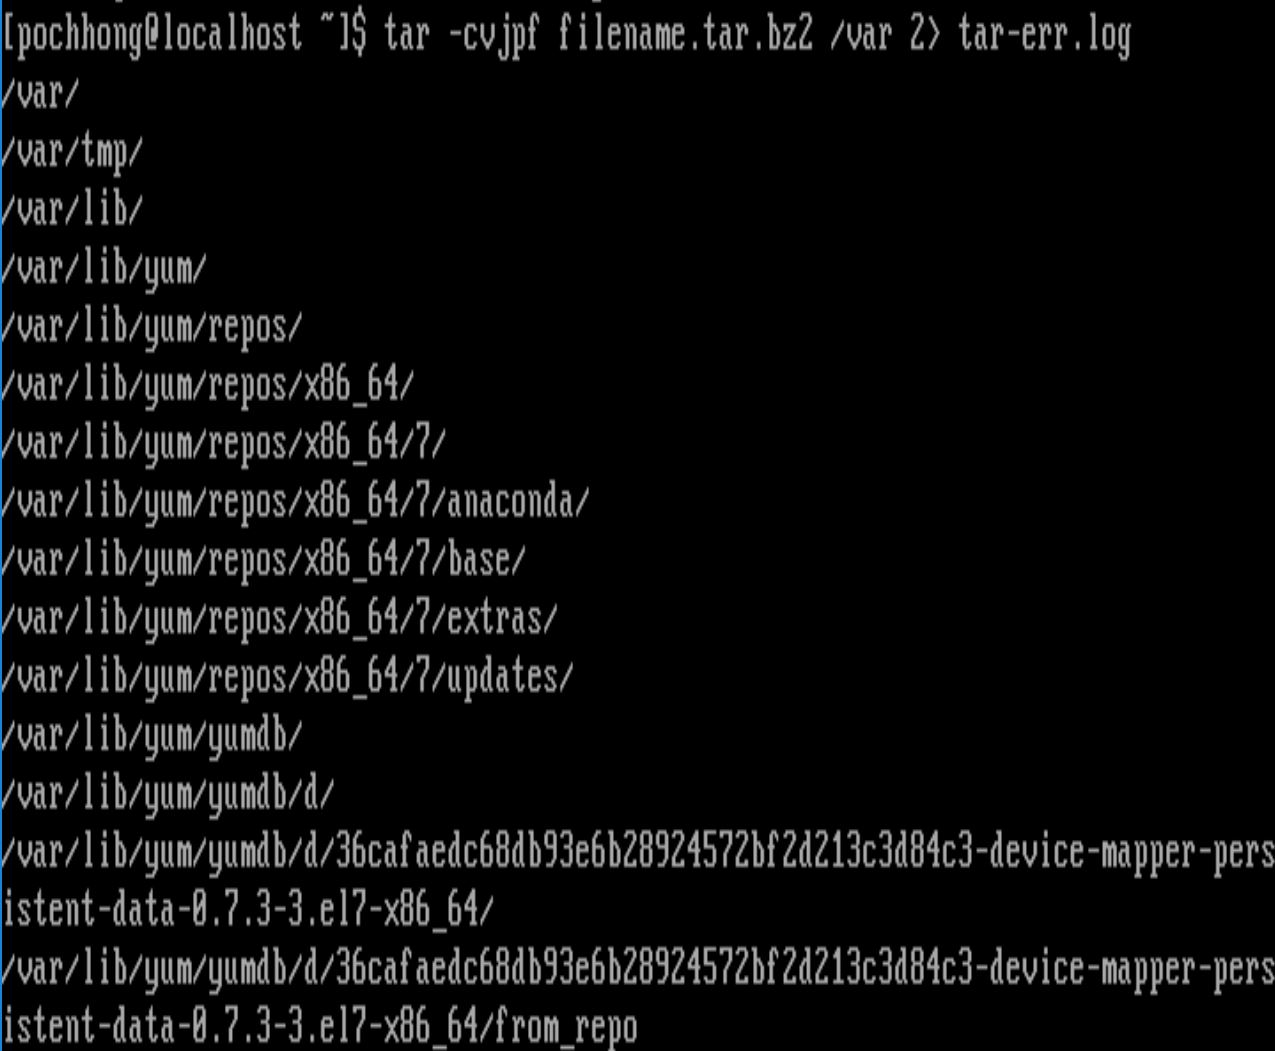 [pochhong@localhost ~]$ tar -cvjpf filename.tar.bz2 /var 2> tar-err.log
/var/
/var/tmp/
/var/lib/
/var/lib/yum/
/var/lib/yum/repos/
/var/lib/yum/repos/x86_64/
/var/lib/yum/repos/x86_64/7/
/var/lib/yum/repos/x86_64/7/anaconda/
/var/lib/yum/repos/x86_64/7/base/
/var/lib/yum/repos/x86_64/7/extras/
/var/lib/yum/repos/x86_64/7/updates/
/var/lib/yum/yumdb/
/var/lib/yum/yumdb/d/
/var/lib/yum/yumdb/d/36cafaedc68db93e6b28924572bf2d213c3d84c3-device-mapper-pers
istent-data-0.7.3-3.el7-x86_64/
/var/lib/yum/yumdb/d/36cafaedc68db93e6b28924572bf2d213c3d84c3-device-mapper-pers
istent-data-0.7.3-3.el7-x86_64/from_repo